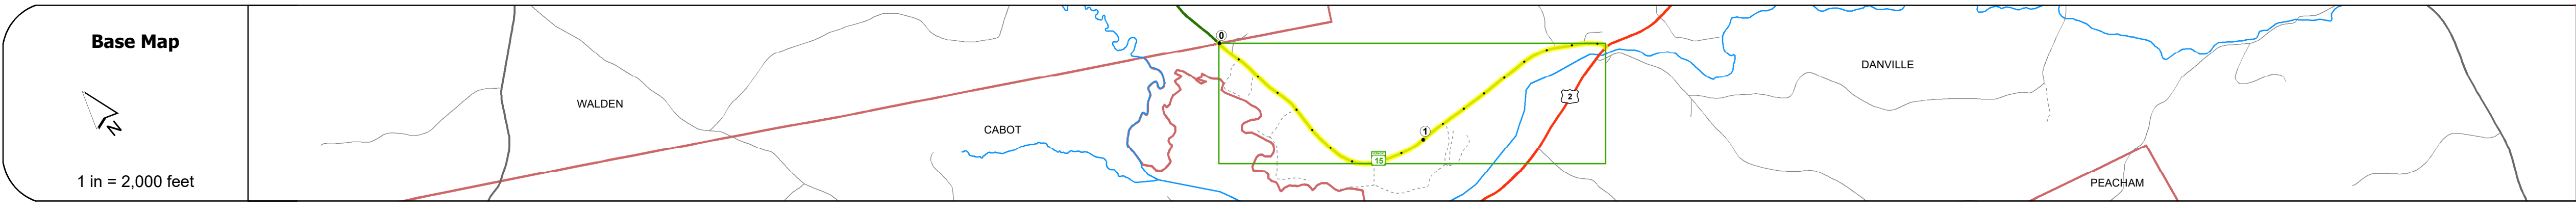 Base Map
N
1 in = 2,000 feet
WALDEN
CABOT
0
15
1
2
DANVILLE
PEACHAM